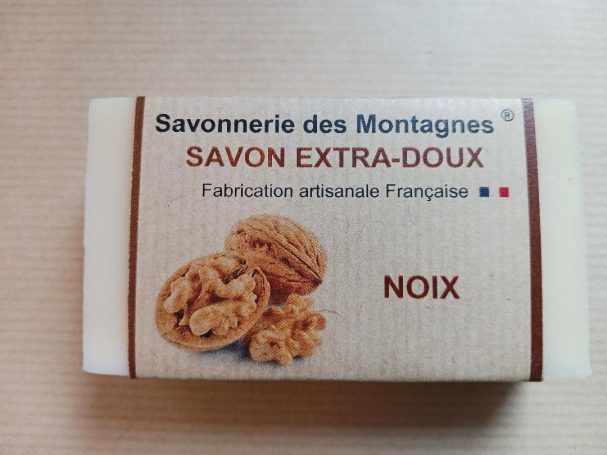 Savonnerie des Montagnes ®
SAVON EXTRA-DOUX
Fabrication artisanale Française
NOIX